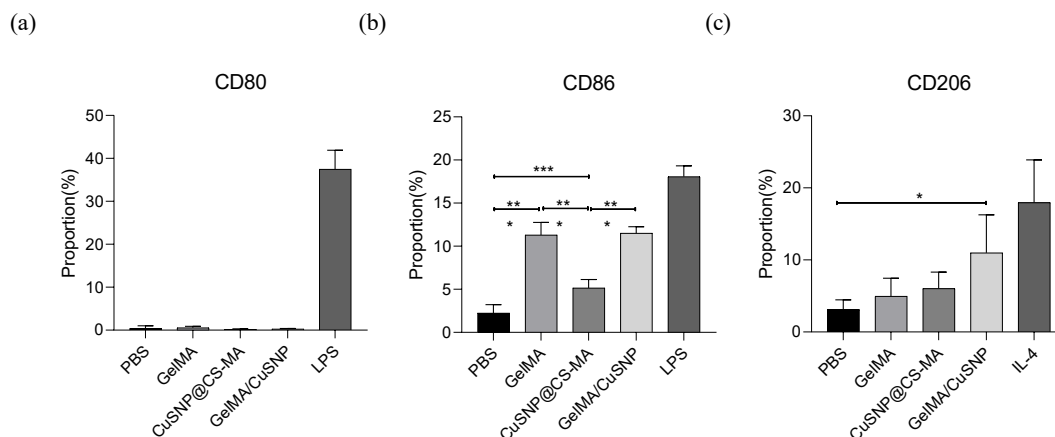 (a)
CD80
Proportion(%)
50
40
30
20
10
0
PBS
GelMA
CuSNP@CS-MA
GelMA/CuSNP
LPS
(b)
CD86
Proportion(%)
25
20
15
10
5
0
***
**
*
**
*
**
*
PBS
GelMA
CuSNP@CS-MA
GelMA/CuSNP
LPS
(c)
CD206
Proportion(%)
30
20
10
0
*
PBS
GelMA
CuSNP@CS-MA
GelMA/CuSNP
IL-4